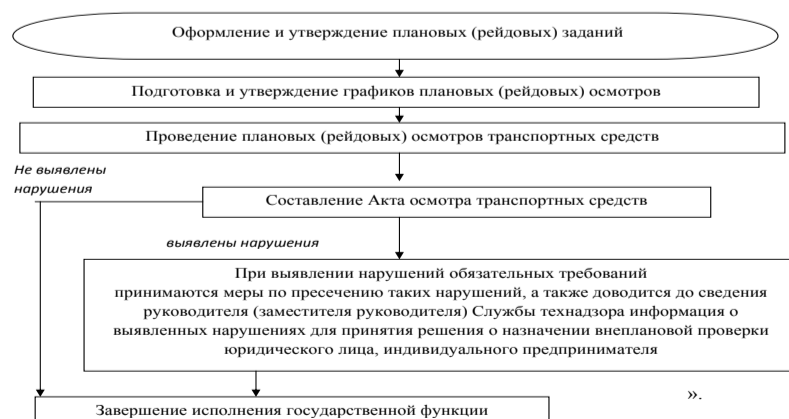 Оформление и утверждение плановых (рейдовых) заданий
Подготовка и утверждение графиков плановых (рейдовых) осмотров
Проведение плановых (рейдовых) осмотров транспортных средств
Не выявлены
нарушения
Составление Акта осмотра транспортных средств
выявлены нарушения
При выявлении нарушений обязательных требований
принимаются меры по пресечению таких нарушений, а также доводится до сведения
руководителя (заместителя руководителя) Службы технадзора информация о
выявленных нарушениях для принятия решения о назначении внеплановой проверки
юридического лица, индивидуального предпринимателя
».
Завершение исполнения государственной функции